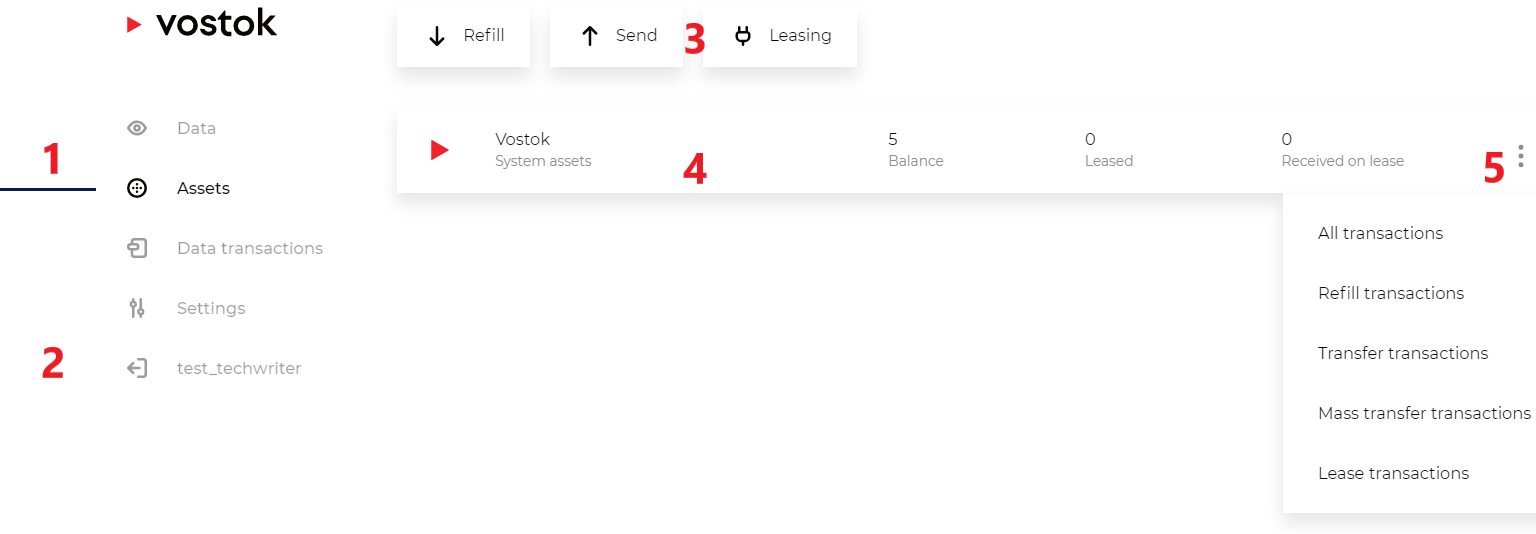 vostok
Refill
Send
3
Leasing
Data
1
Assets
Data transactions
Settings
2
test_techwriter
Vostok
System assets
4
5
Balance
0
Leased
0
Received on lease
5
All transactions
Refill transactions
Transfer transactions
Mass transfer transactions
Lease transactions